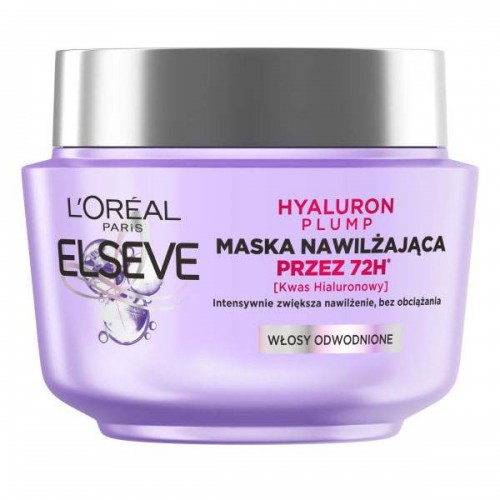 L'ORÉAL
PARIS
ELSEVE
HYALURON
PLUMP
MASKA NAWILŻAJĄCA
PRZEZ 72H*
[Kwas Hialuronowy]
Intensywnie zwiększa nawilżenie, bez obciążania
WŁOSY ODWODNIONE